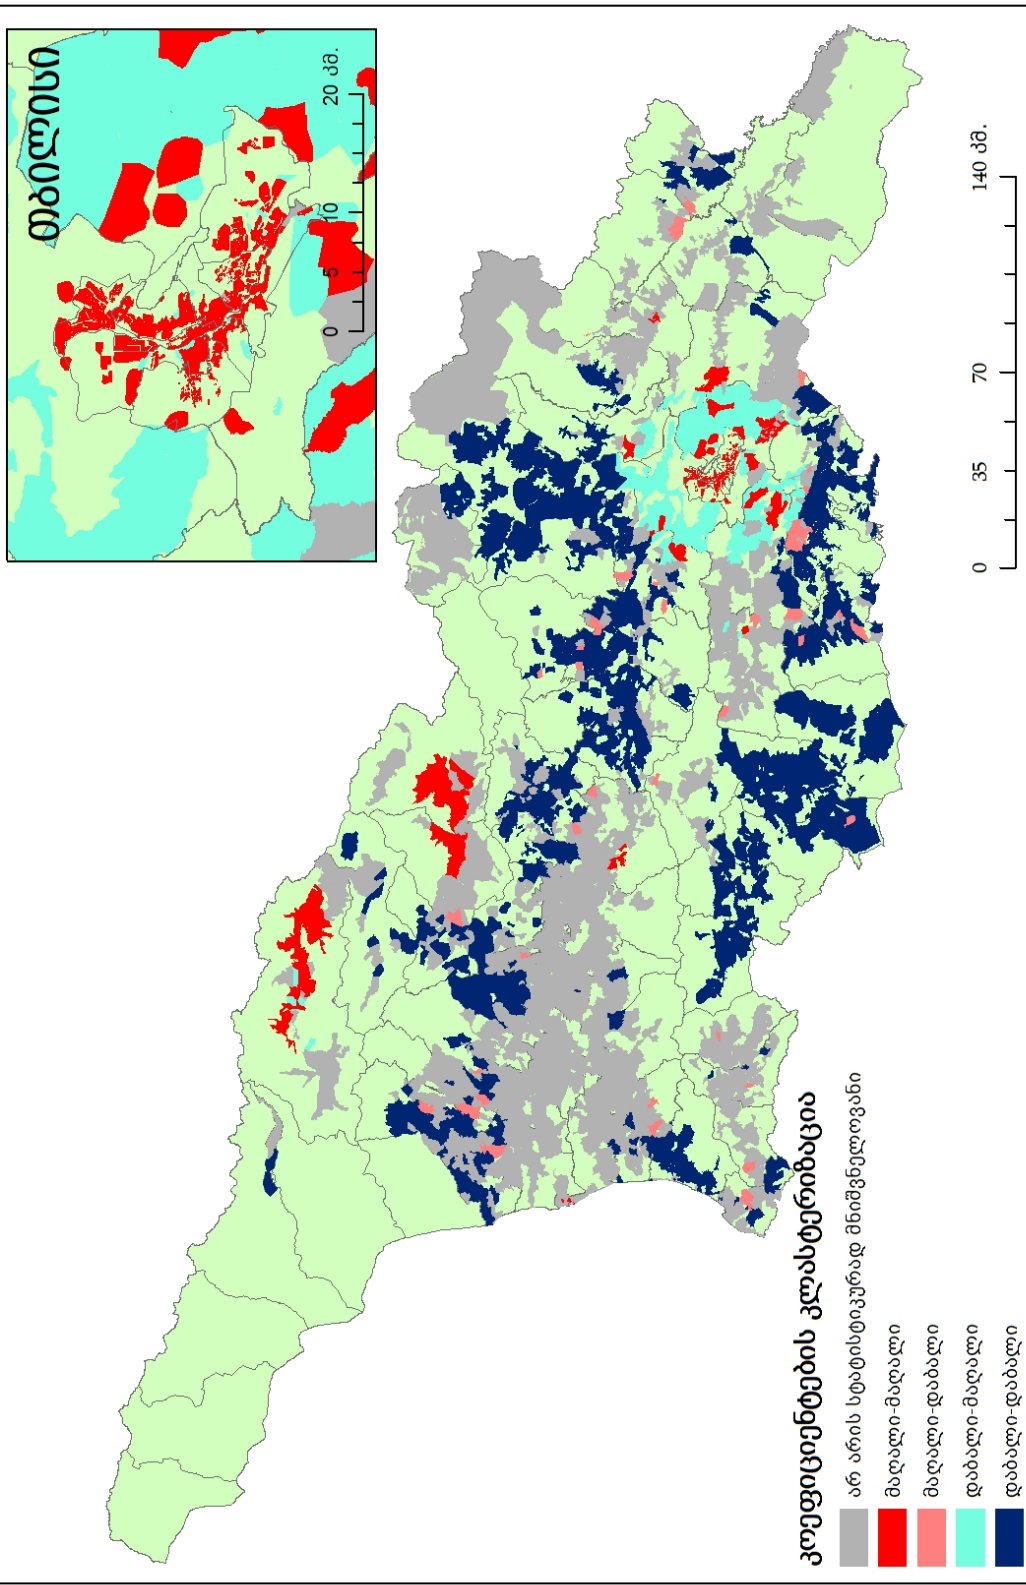 თბილისი
0 5 10 20 კმ.
კოეფიციენტების კლასტერიზაცია
არ არის სტატისტიკურად მნიშვნელოვანი
მაღალი-მაღალი
მაღალი-დაბალი
დაბალი-მაღალი
დაბალი-დაბალი
0 35 70 140 კმ.